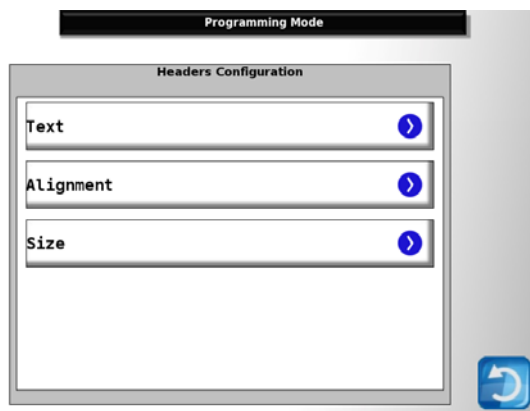 Programming Mode
Headers Configuration
Text
Alignment
Size